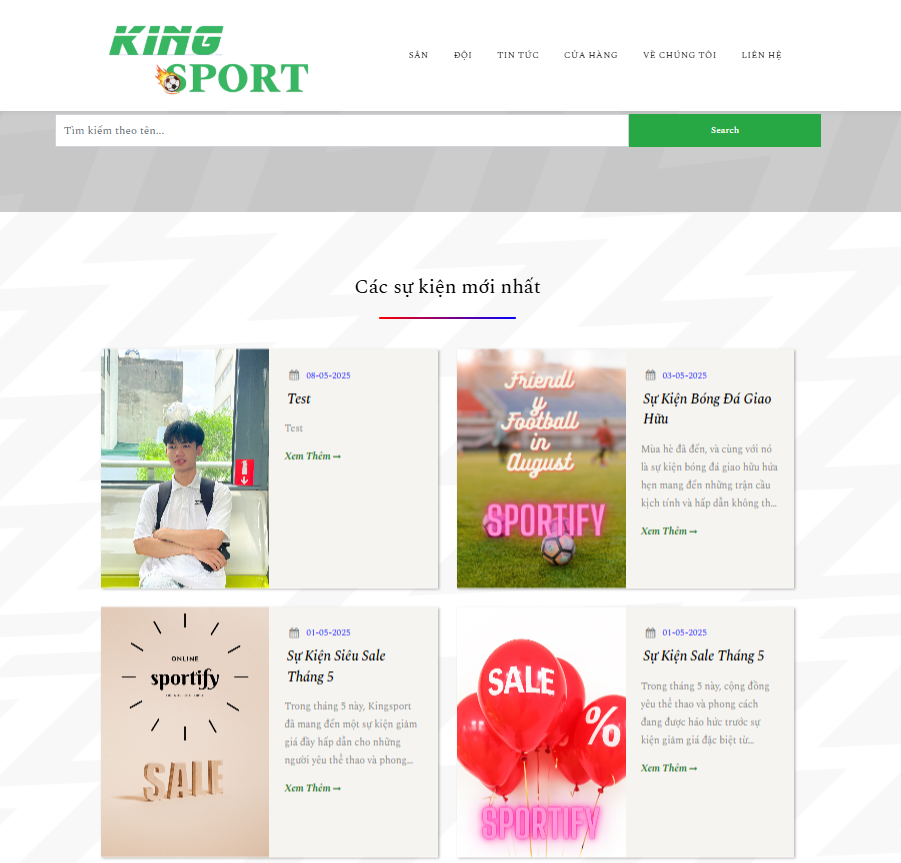 KING
SPORT
SÂN ĐỘI TIN TỨC CỬA HÀNG VỀ CHÚNG TÔI LIÊN HỆ
Tìm kiếm theo tên...
Search
Các sự kiện mới nhất
08-05-2025
Test
Test
Xem Thêm →
Friendl
y
Football
in
August
SPORTIFY
03-05-2025
Sự Kiện Bóng Đá Giao
Hữu
Mùa hè đã đến, và cùng với nó
là sự kiện bóng đá giao hữu hứa
hẹn mang đến những trận cầu
kịch tính và hấp dẫn không th...
Xem Thêm →
ONLINE
sportify
SALE
01-05-2025
Sự Kiện Siêu Sale
Tháng 5
Trong tháng 5 này, Kingsport
đã mang đến một sự kiện giảm
giá đầy hấp dẫn cho những
người yêu thể thao và phong...
Xem Thêm →
SALE
%
SPORTIFY
01-05-2025
Sự Kiện Sale Tháng 5
Trong tháng 5 này, cộng đồng
yêu thể thao và phong cách
đang được háo hức trước sự
kiện giảm giá đặc biệt từ...
Xem Thêm →